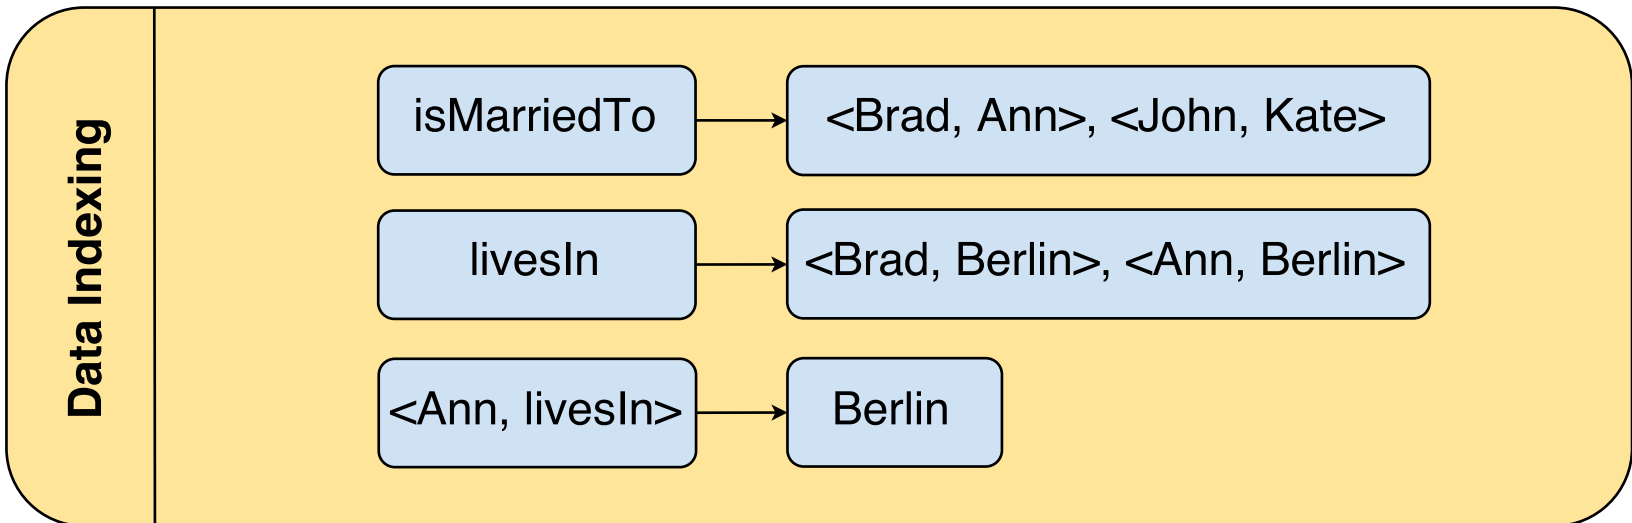 Data Indexing
isMarriedTo
<Brad, Ann>, <John, Kate>
livesIn
<Brad, Berlin>, <Ann, Berlin>
<Ann, livesIn>
Berlin